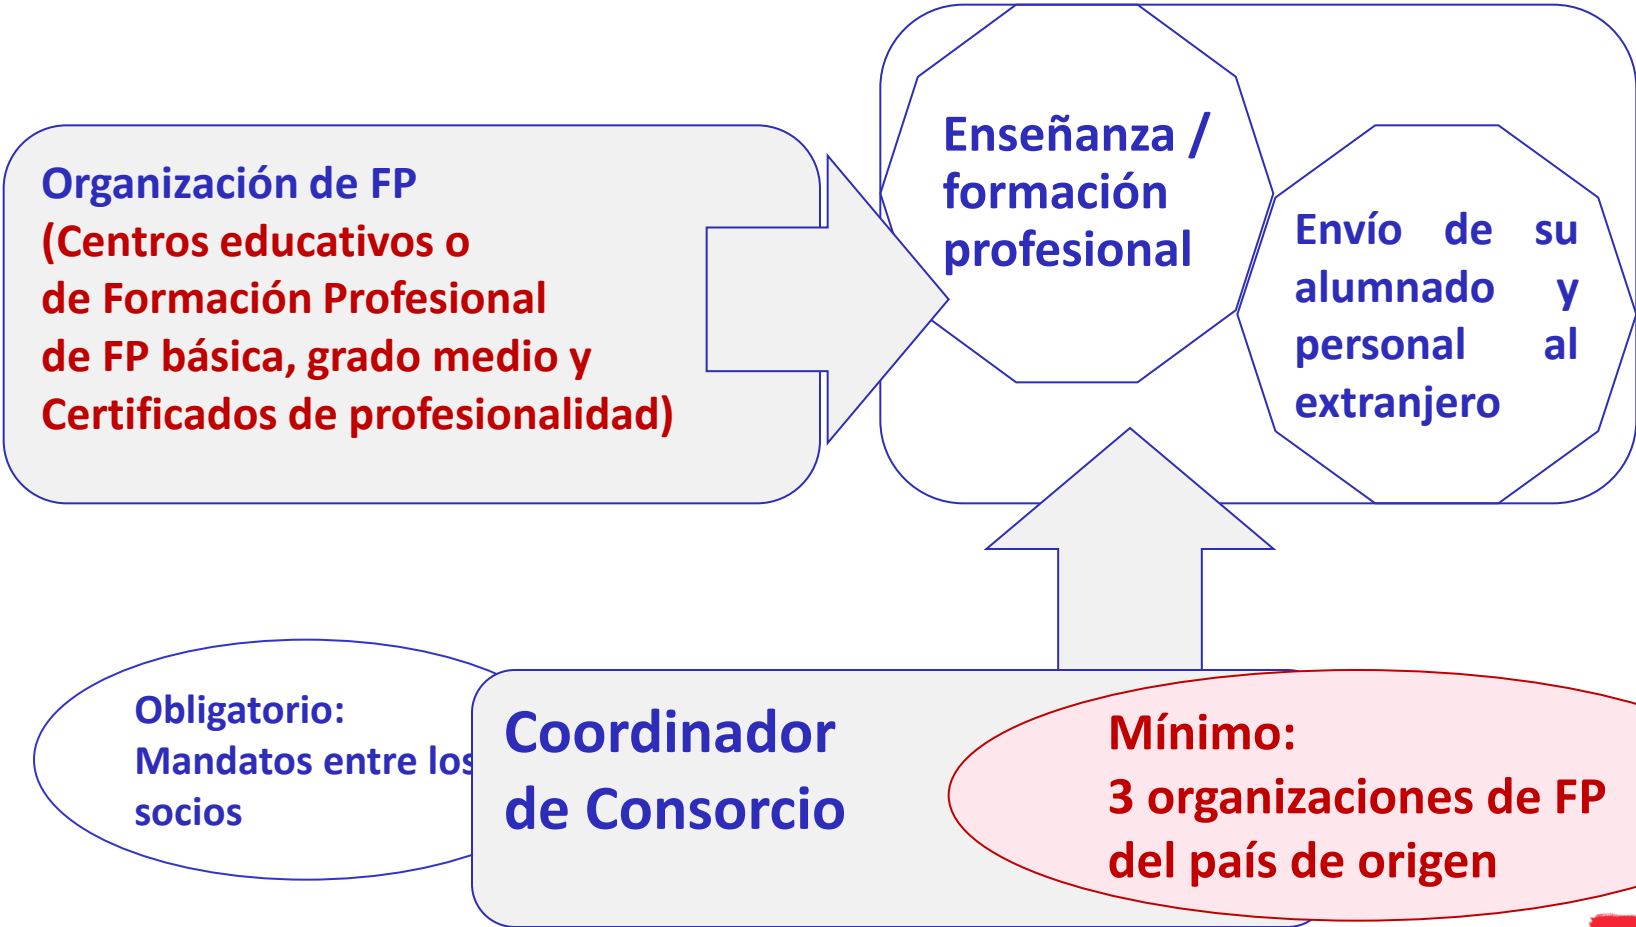 Organización de FP
(Centros educativos o
de Formación Profesional
de FP básica, grado medio y
Certificados de profesionalidad)
Enseñanza /
formación
profesional
Envío de su
alumnado y
personal al
extranjero
Obligatorio:
Mandatos entre los
socios
Coordinador
de Consorcio
Mínimo:
3 organizaciones de FP
del país de origen